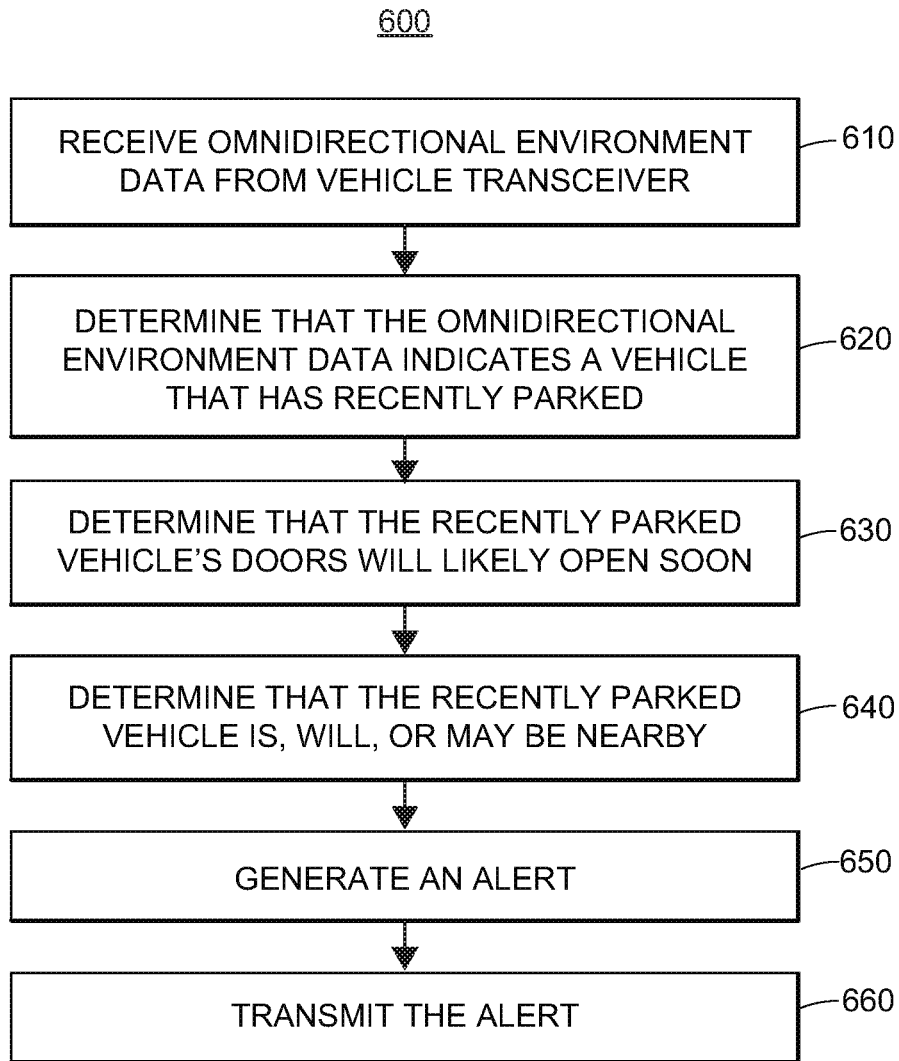 600
RECEIVE OMNIDIRECTIONAL ENVIRONMENT
DATA FROM VEHICLE TRANSCEIVER
610
DETERMINE THAT THE OMNIDIRECTIONAL
ENVIRONMENT DATA INDICATES A VEHICLE
THAT HAS RECENTLY PARKED
620
DETERMINE THAT THE RECENTLY PARKED
VEHICLE'S DOORS WILL LIKELY OPEN SOON
630
DETERMINE THAT THE RECENTLY PARKED
VEHICLE IS, WILL, OR MAY BE NEARBY
640
GENERATE AN ALERT
650
TRANSMIT THE ALERT
660